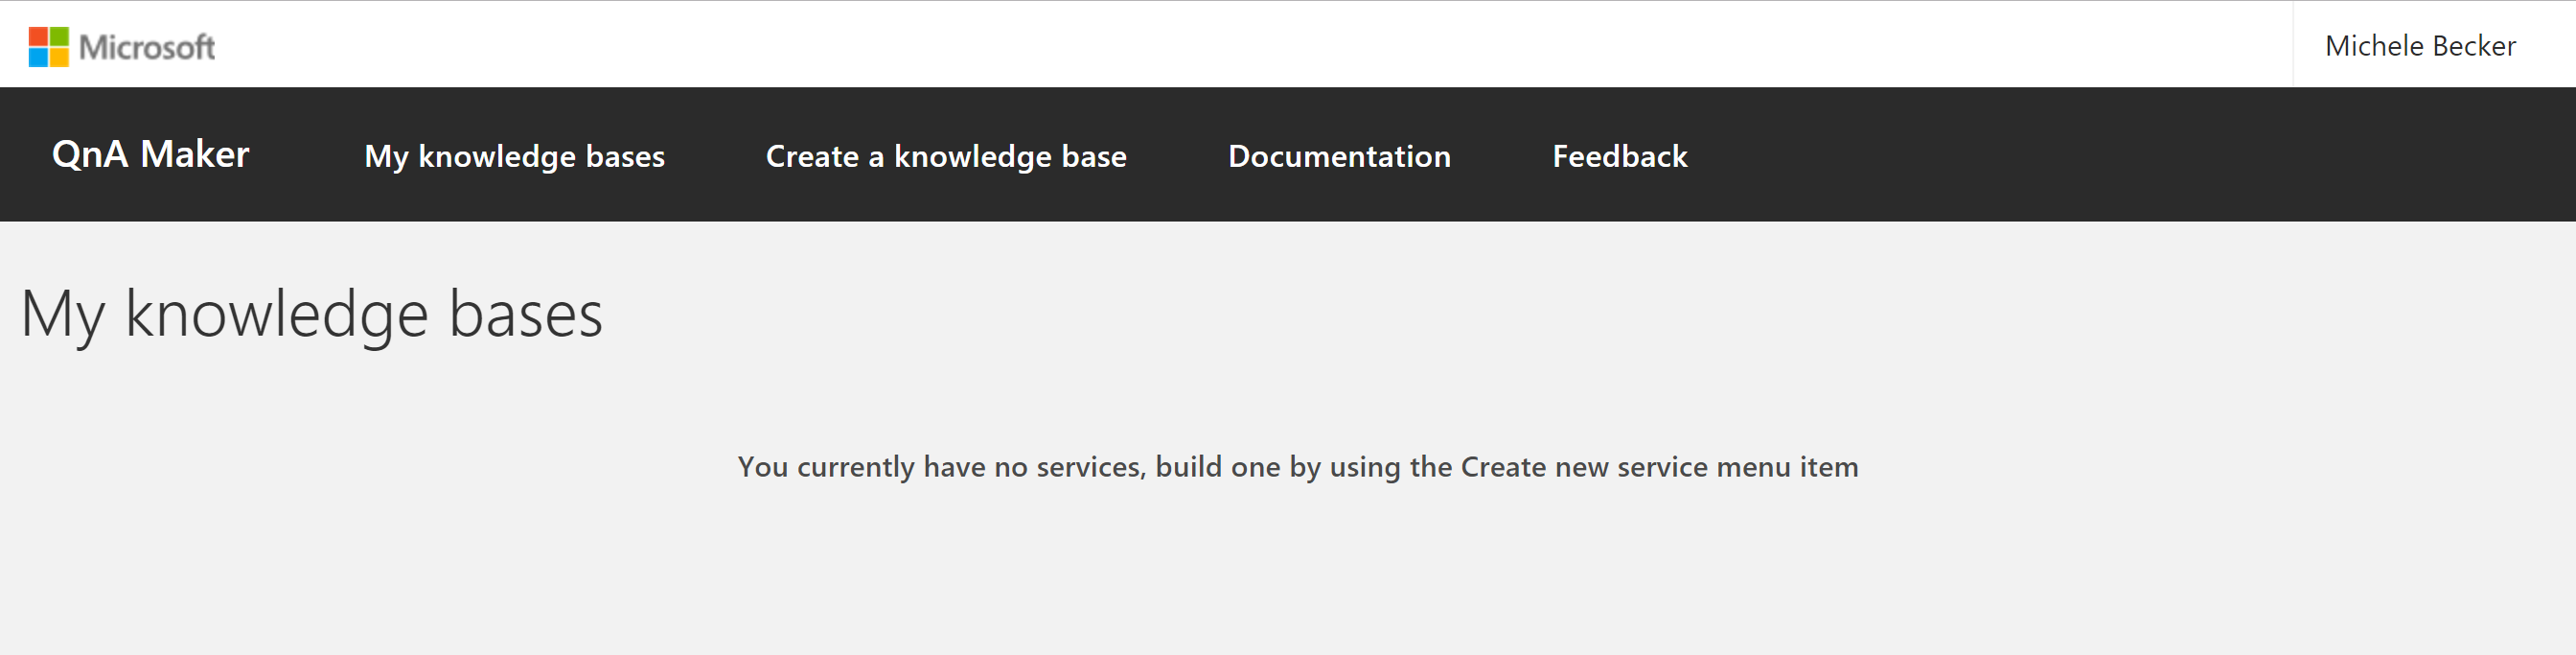 Microsoft
Michele Becker
QnA Maker My knowledge bases Create a knowledge base Documentation Feedback
My knowledge bases
You currently have no services, build one by using the Create new service menu item